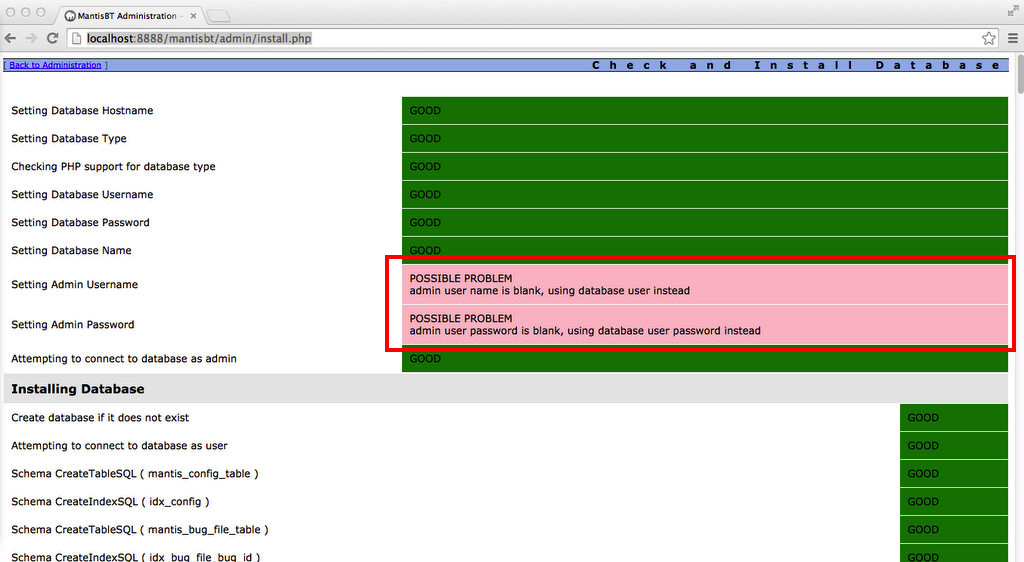 MantisBT Administration -
localhost:8888/mantisbt/admin/install.php
[ Back to Administration ]
Check and Install Database
Setting Database Hostname
GOOD
Setting Database Type
GOOD
Checking PHP support for database type
GOOD
Setting Database Username
GOOD
Setting Database Password
GOOD
Setting Database Name
GOOD
Setting Admin Username
POSSIBLE PROBLEM
admin user name is blank, using database user instead
Setting Admin Password
POSSIBLE PROBLEM
admin user password is blank, using database user password instead
Attempting to connect to database as admin
GOOD
Installing Database
Create database if it does not exist
GOOD
Attempting to connect to database as user
GOOD
Schema CreateTableSQL ( mantis_config_table )
GOOD
Schema CreateIndexSQL ( idx_config )
GOOD
Schema CreateTableSQL ( mantis_bug_file_table )
GOOD
Schema CreateIndexSQL ( idx_bug_file_bug_id )
GOOD